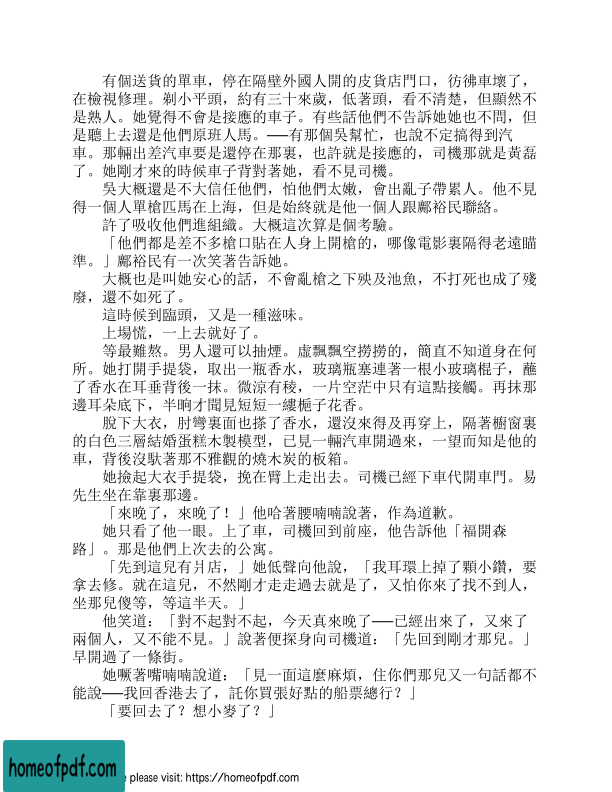 有個送貨的單車，停在隔壁外國人開的皮貨店門口，彷彿車壞了，
在檢視修理。剃小平頭，約有三十來歲，低著頭，看不清楚，但顯然不
是熟人。她覺得不會是接應的車子。有些話他們不告訴她她也不問，但
是聽上去還是他們原班人馬。──有那個吳幫忙，也說不定搞得到汽
車。那輛出差汽車要是還停在那裏，也許就是接應的，司機那就是黃磊
了。她剛才來的時候車子背對著她，看不見司機。
吳大概還是不大信任他們，怕他們太嫩，會出亂子帶累人。他不見
得一個人單槍匹馬在上海，但是始終就是他一個人跟鄺裕民聯絡。
許了吸收他們進組織。大概這次算是個考驗。
「他們都是差不多槍口貼在人身上開槍的，哪像電影裏隔得老遠瞄
準。」鄺裕民有一次笑著告訴她。
大概也是叫她安心的話，不會亂槍之下殃及池魚，不打死也成了殘
廢，還不如死了。
這時候到臨頭，又是一種滋味。
上場慌，一上去就好了。
等最難熬。男人還可以抽煙。虛飄飄空撈撈的，簡直不知道身在何
所。她打開手提袋，取出一瓶香水，玻璃瓶塞連著一根小玻璃棍子，蘸
了香水在耳垂背後一抹。微涼有稜，一片空茫中只有這點接觸。再抹那
邊耳朵底下，半晌才聞見短短一縷梔子花香。
脫下大衣，肘彎裏面也搽了香水，還沒來得及再穿上，隔著櫥窗裏
的白色三層結婚蛋糕木製模型，已見一輛汽車開過來，一望而知是他的
車，背後沒馱著那不雅觀的燒木炭的板箱。
她撿起大衣手提袋，挽在臂上走出去。司機已經下車代開車門。易
先生坐在靠裏那邊。
「來晚了，來晚了！」他哈著腰喃喃說著，作為道歉。
她只看了他一眼。上了車，司機回到前座，他告訴他「福開森
路」。那是他們上次去的公寓。
「先到這兒有爿店，」她低聲向他說，「我耳環上掉了顆小鑽，要
拿去修。就在這兒，不然剛才走走過去就是了，又怕你來了找不到人，
坐那兒傻等，等這半天。」
他笑道：「對不起對不起，今天真來晚了──已經出來了，又來了
兩個人，又不能不見。」說著便探身向司機道：「先回到剛才那兒。」
早開過了一條街。
她噘著嘴喃喃說道：「見一面這麼麻煩，住你們那兒又一句話都不
能說──我回香港去了，託你買張好點的船票總行？」
「要回去了？想小麥了？」
homeofpdf.com
e please visit: https://homeofpdf.com